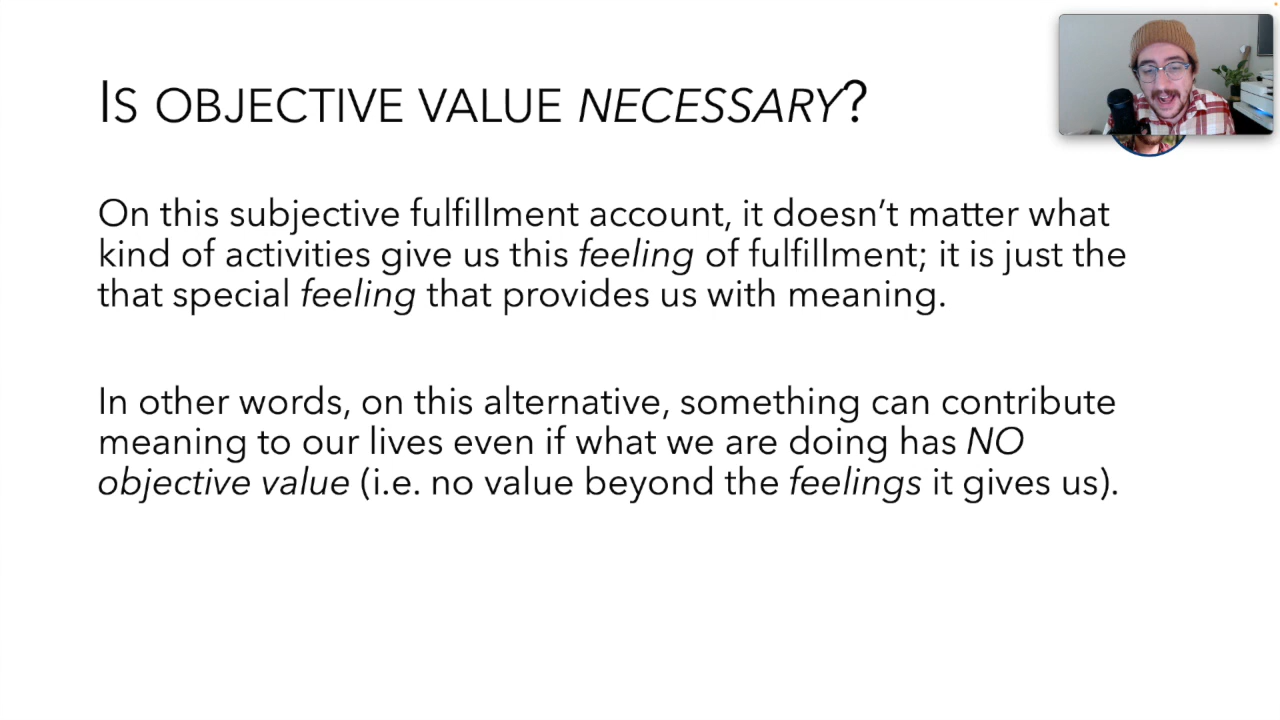 IS OBJECTIVE VALUE NECESSARY?
On this subjective fulfillment account, it doesn’t matter what
kind of activities give us this feeling of fulfillment; it is just the
that special feeling that provides us with meaning.
In other words, on this alternative, something can contribute
meaning to our lives even if what we are doing has NO
objective value (i.e. no value beyond the feelings it gives us).